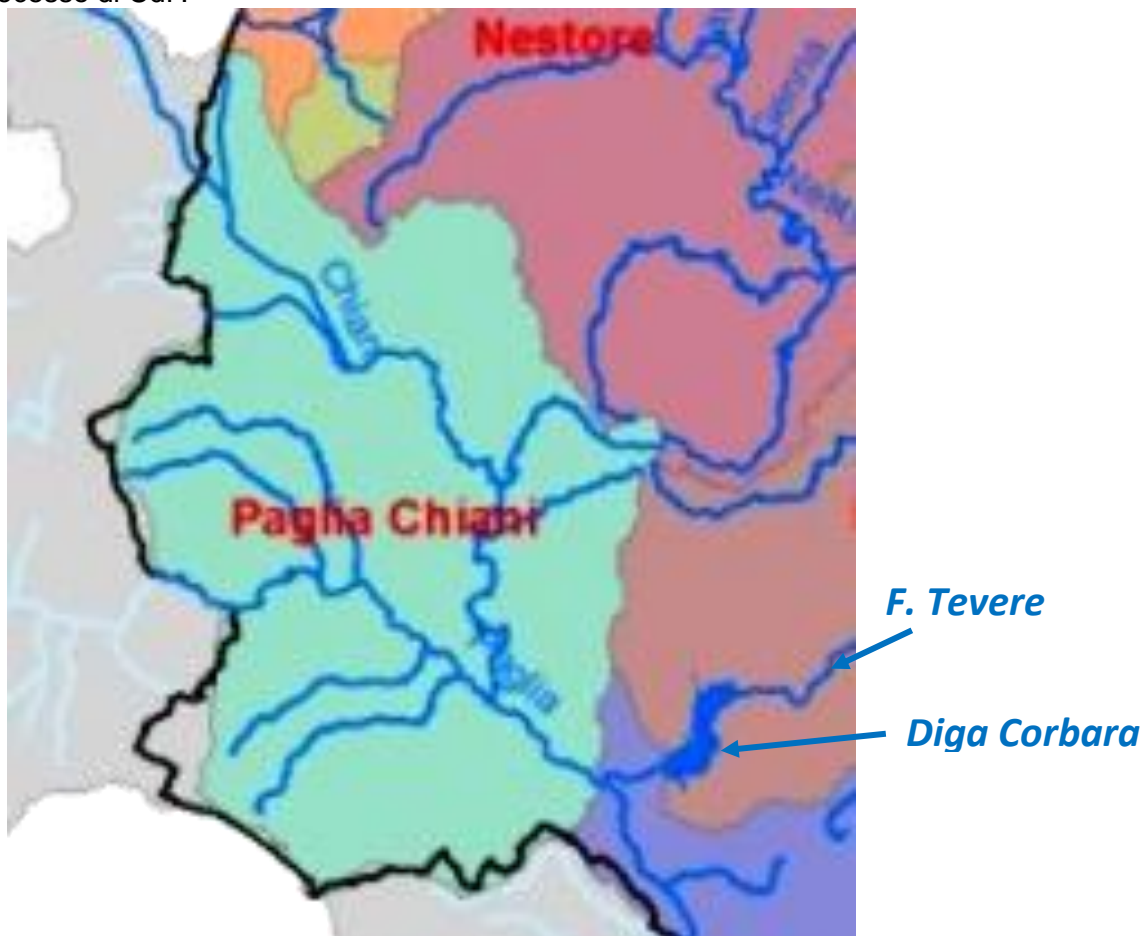 Nestore
Chiani
Paglia Chiani
Paglia
F. Tevere
Diga Corbara